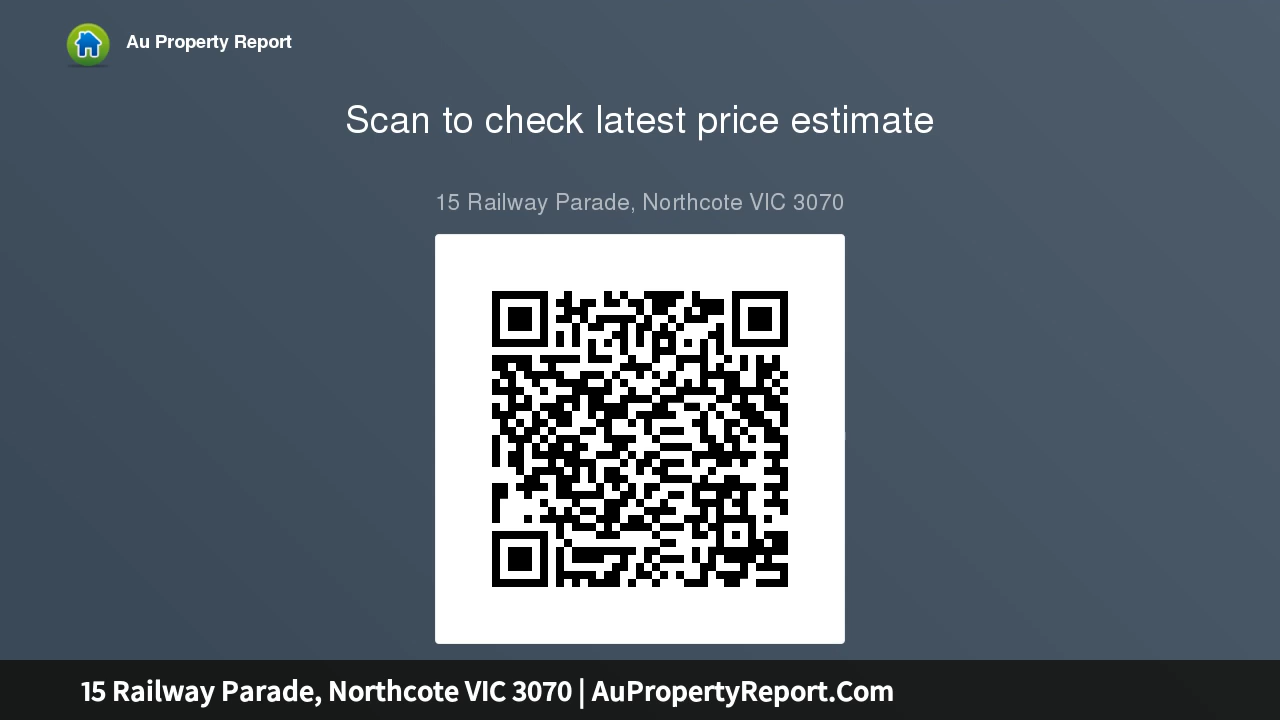 Au Property Report
Scan to check latest price estimate
15 Railway Parade, Northcote VIC 3070
15 Railway Parade, Northcote VIC 3070 | AuPropertyReport.Com